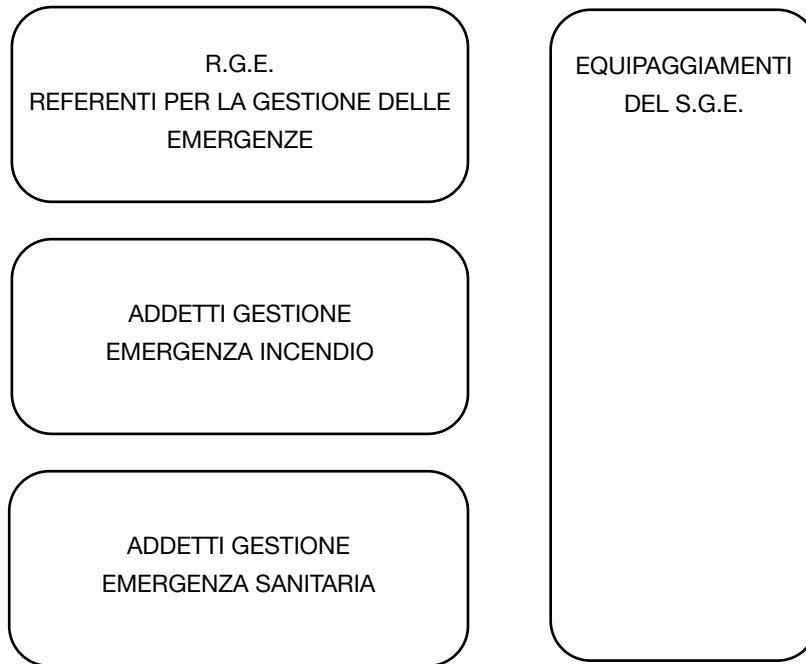 R.G.E.
REFERENTI PER LA GESTIONE DELLE
EMERGENZE
ADDETTI GESTIONE
EMERGENZA INCENDIO
ADDETTI GESTIONE
EMERGENZA SANITARIA
EQUIPAGGIAMENTI
DEL S.G.E.